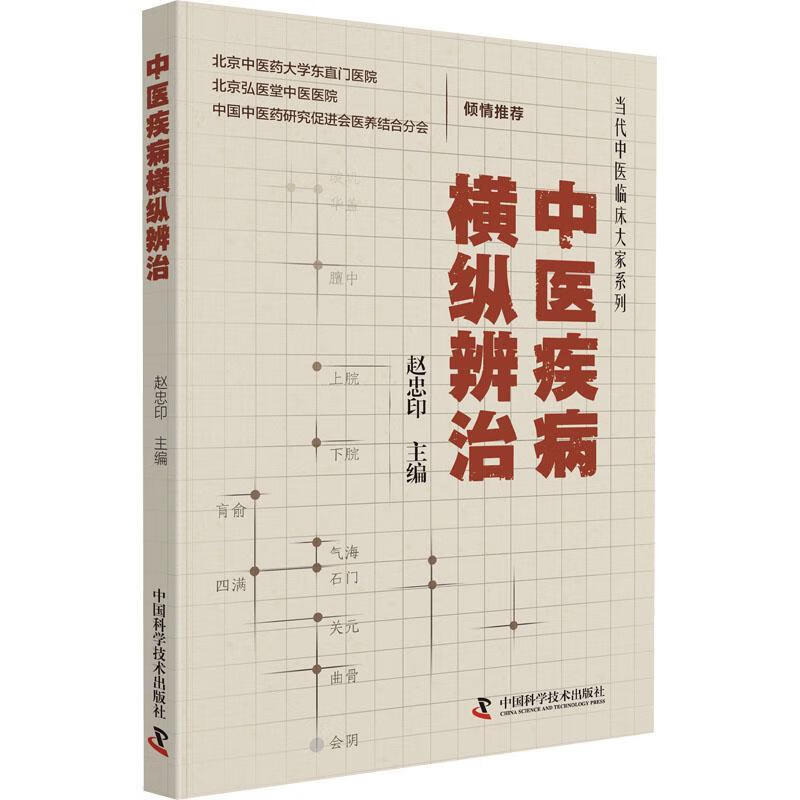 中医疾病横纵辨治
赵忠印 主编
中国科学技术出版社
北京中医药大学东直门医院
北京弘医堂中医医院
中国中医药研究促进会医养结合分会
倾情推荐
当代中医临床大家系列
中医疾病
横纵辨治
赵忠印 主编
璇玑
华盖
膻中
上脘
下脘
肓俞
气海
石门
四满
关元
曲骨
会阴
中国科学技术出版社
CHINA SCIENCE AND TECHNOLOGY PRESS